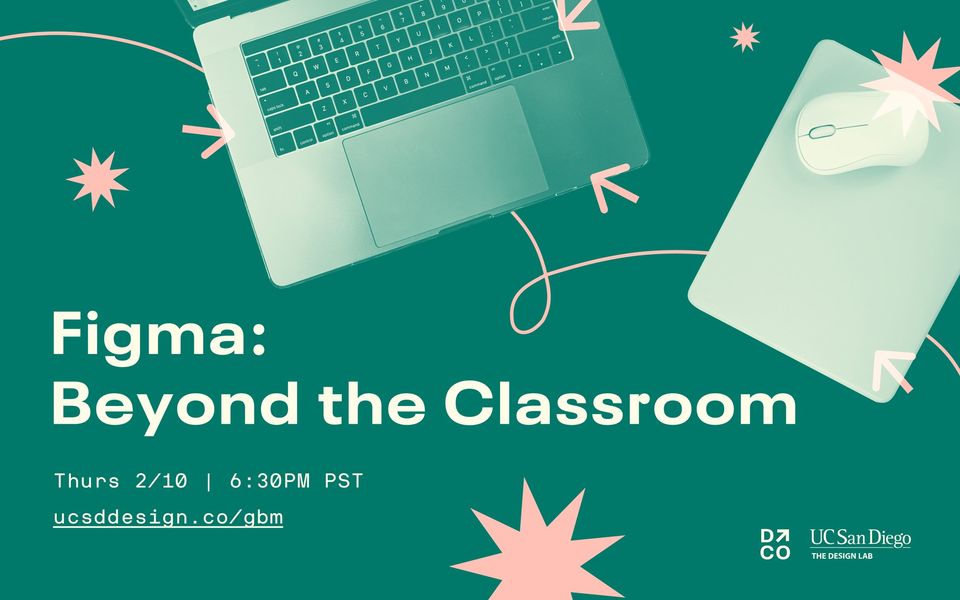 Figma:
Beyond the Classroom
Thurs 2/10 | 6:30PM PST
ucsddesign.co/gbm
D↗
CO
UC San Diego
THE DESIGN LAB